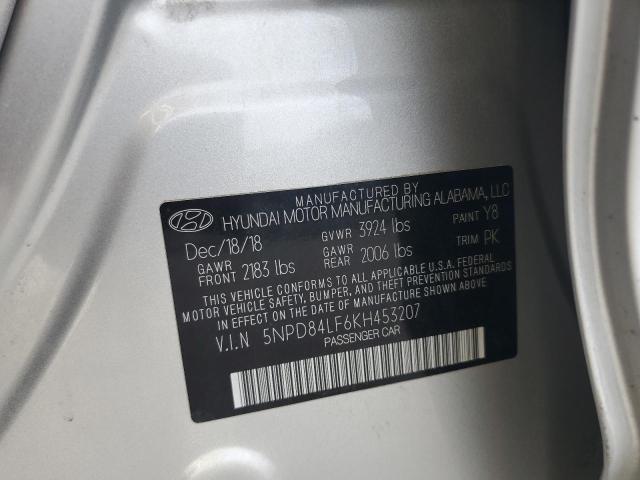 MANUFACTURED BY
HYUNDAI MOTOR MANUFACTURING ALABAMA, LLC
Dec/18/18 GVWR 3924 lbs PAINT Y8
GAWR FRONT 2183 lbs GAWR REAR 2006 lbs TRIM PK
THIS VEHICLE CONFORMS TO ALL APPLICABLE FEDERAL
MOTOR VEHICLE SAFETY, BUMPER, AND THEFT PREVENTION STANDARDS
IN EFFECT ON THE DATE OF MANUFACTURE SHOWN ABOVE
V.I.N 5NPD84LF6KH453207
PASSENGER CAR